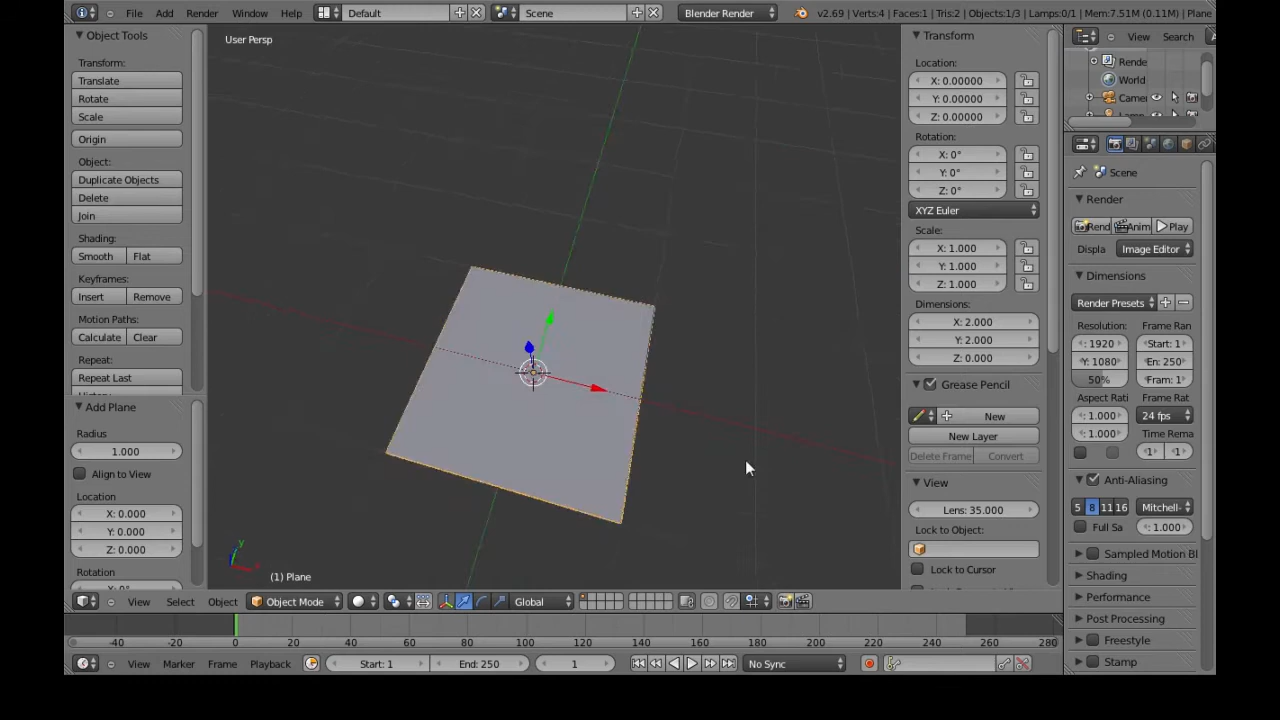 File Add Render Window Help Default Scene Blender Render v2.69 | Verts:4 | Faces:1 | Tris:2 | Objects:1/3 | Lamps:0/1 | Mem:7.51M (0.11M) | Plane
Object Tools
Transform:
Translate
Rotate
Scale
Origin
Object:
Duplicate Objects
Delete
Join
Shading:
Smooth Flat
Keyframes:
Insert Remove
Motion Paths:
Calculate Clear
Repeat:
Repeat Last
Add Plane
Radius
1.000
Align to View
Location
X: 0.000
Y: 0.000
Z: 0.000
Rotation
User Persp
y
(1) Plane
Transform
Location:
X: 0.00000
Y: 0.00000
Z: 0.00000
Rotation:
X: 0°
Y: 0°
Z: 0°
XYZ Euler
Scale:
X: 1.000
Y: 1.000
Z: 1.000
Dimensions:
X: 2.000
Y: 2.000
Z: 0.000
Grease Pencil
New
New Layer
Delete Frame Convert
View
Lens: 35.000
Lock to Object:
Lock to Cursor
View Search
Rende
World
Came
Scene
Render
Rend Anim Play
Displa Image Editor
Dimensions
Render Presets
Resolution: Frame Ran
: 1920 Start: 1
Y: 1080 En: 250
50% Fram: 1
Aspect Rati Frame Rat
: 1.000 24 fps
: 1.000 Time Rema
Anti-Aliasing
5 8 11 16 Mitchell-
Full Sa : 1.000
Sampled Motion Bl
Shading
Performance
Post Processing
Freestyle
Stamp
View Select Object Object Mode Global
-40 -20 0 20 40 60 80 100 120 140 160 180 200 220 240 260 280
View Marker Frame Playback Start: 1 End: 250 1 No Sync